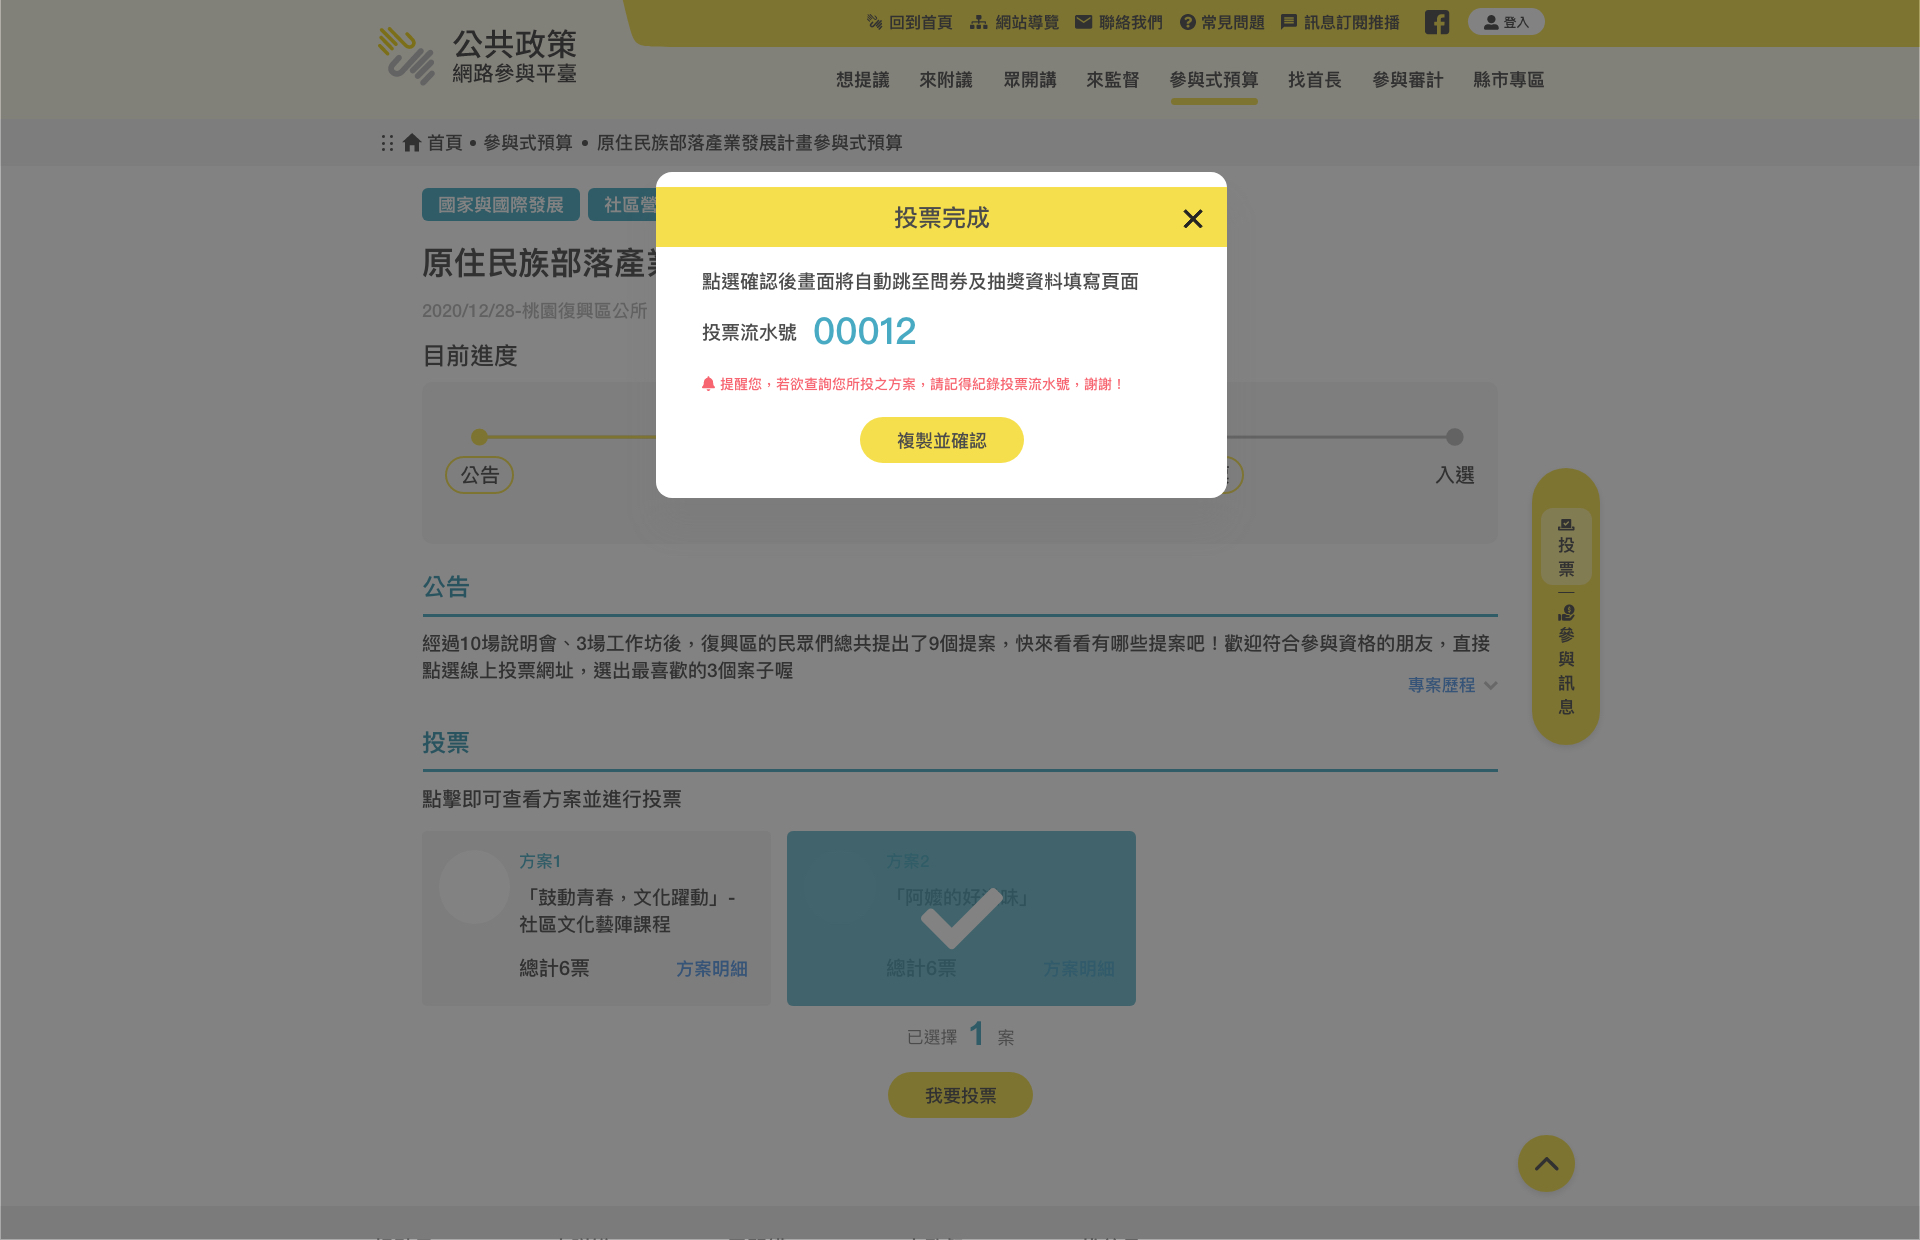 公共政策
網路參與平臺
回到首頁
網站導覽
聯絡我們
常見問題
訊息訂閱推播
登入
想提議
來附議
眾開講
來監督
參與式預算
找首長
參與審計
縣市專區
首頁
參與式預算
原住民族部落產業發展計畫參與式預算
國家與國際發展
社區營
原住民族部落產業
2020/12/28-桃園復興區公所
目前進度
公告
入選
投票完成
點選確認後畫面將自動跳至問券及抽獎資料填寫頁面
投票流水號 00012
提醒您，若欲查詢您所投之方案，請記得紀錄投票流水號，謝謝！
複製並確認
公告
經過10場說明會、3場工作坊後，復興區的民眾們總共提出了9個提案，快來看看有哪些提案吧！歡迎符合參與資格的朋友，直接
點選線上投票網址，選出最喜歡的3個案子喔
專案歷程
投票
點擊即可查看方案並進行投票
方案1
「鼓動青春，文化躍動」-
社區文化藝陣課程
總計6票
方案明細
方案2
「阿嬤的好滋味」
總計6票
方案明細
已選擇 1 案
我要投票
投票
參與訊息